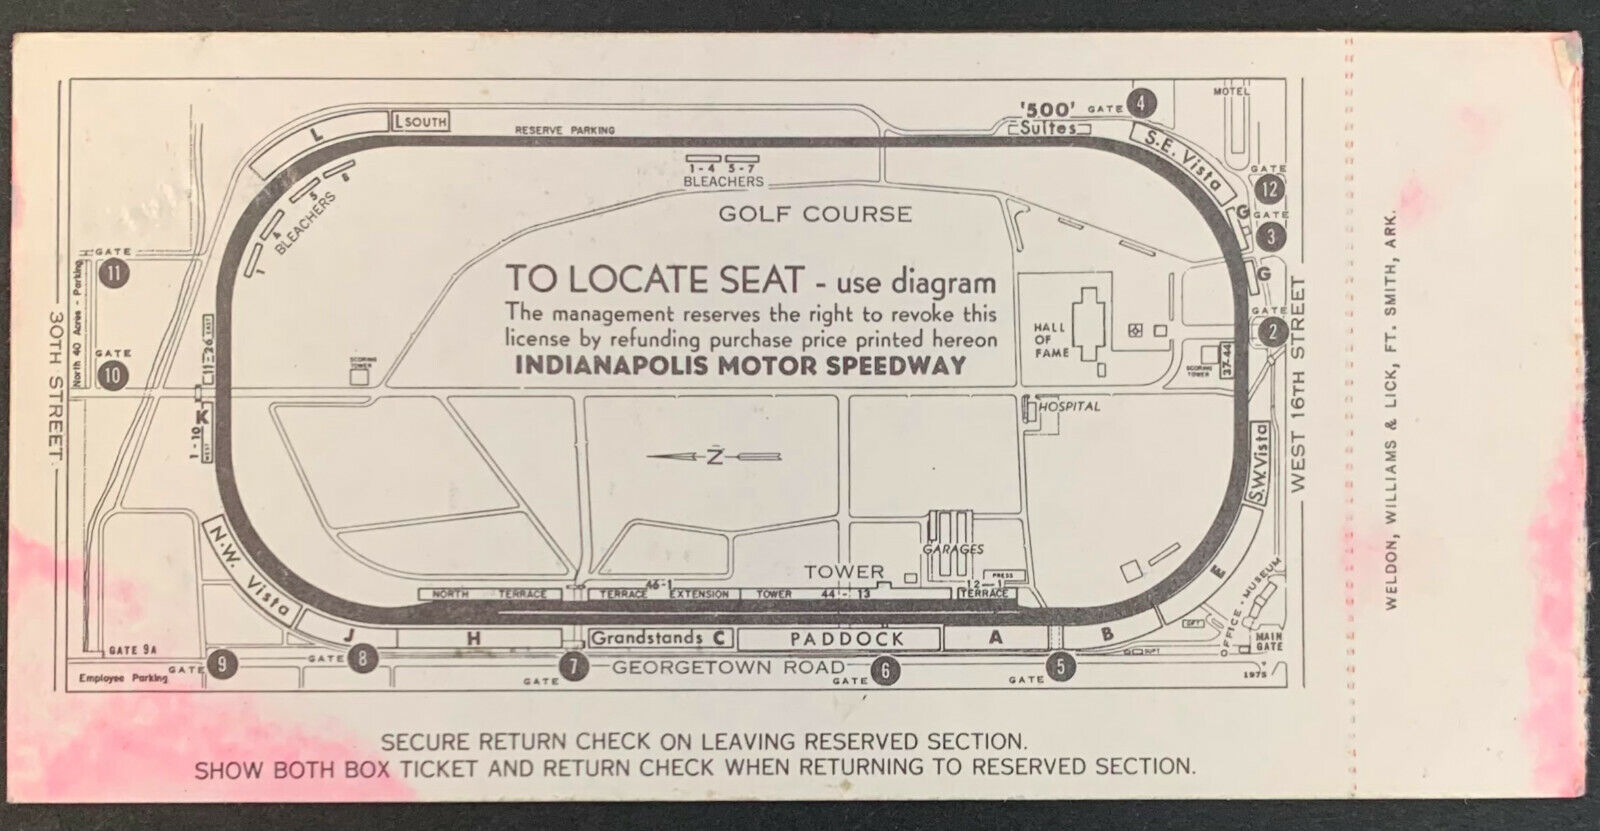 MOTEL
'500' GATE 4
Suites
L
L SOUTH
RESERVE PARKING
S.E. Vista
GATE
12
1-4 5-7
BLEACHERS
8
5
4
1
BLEACHERS
GOLF COURSE
G
GATE
3
G
GATE
2
GATE
11
North 40 Acres - Parking
GATE
10
30TH STREET
TO LOCATE SEAT - use diagram
The management reserves the right to revoke this
license by refunding purchase price printed hereon
INDIANAPOLIS MOTOR SPEEDWAY
HALL
OF
FAME
SCORING
TOWER
SCORING
TOWER
37-44
11-26 EAST
K
1-10
WEST
HOSPITAL
N
WEST 16TH STREET
S.W. Vista
N.W. Vista
GARAGES
TOWER
PRESS
46-1
12-1
NORTH TERRACE
TERRACE EXTENSION
TOWER 44-13
TERRACE
E
OFFICE - MUSEUM
J
H
Grandstands C
PADDOCK
A
B
MAIN
GATE
GATE 9A
Employee Parking
GATE 9
GATE 8
GATE 7
GEORGETOWN ROAD
GATE 6
GATE 5
1975
SECURE RETURN CHECK ON LEAVING RESERVED SECTION.
SHOW BOTH BOX TICKET AND RETURN CHECK WHEN RETURNING TO RESERVED SECTION.
WELDON, WILLIAMS & LICK, FT. SMITH, ARK.